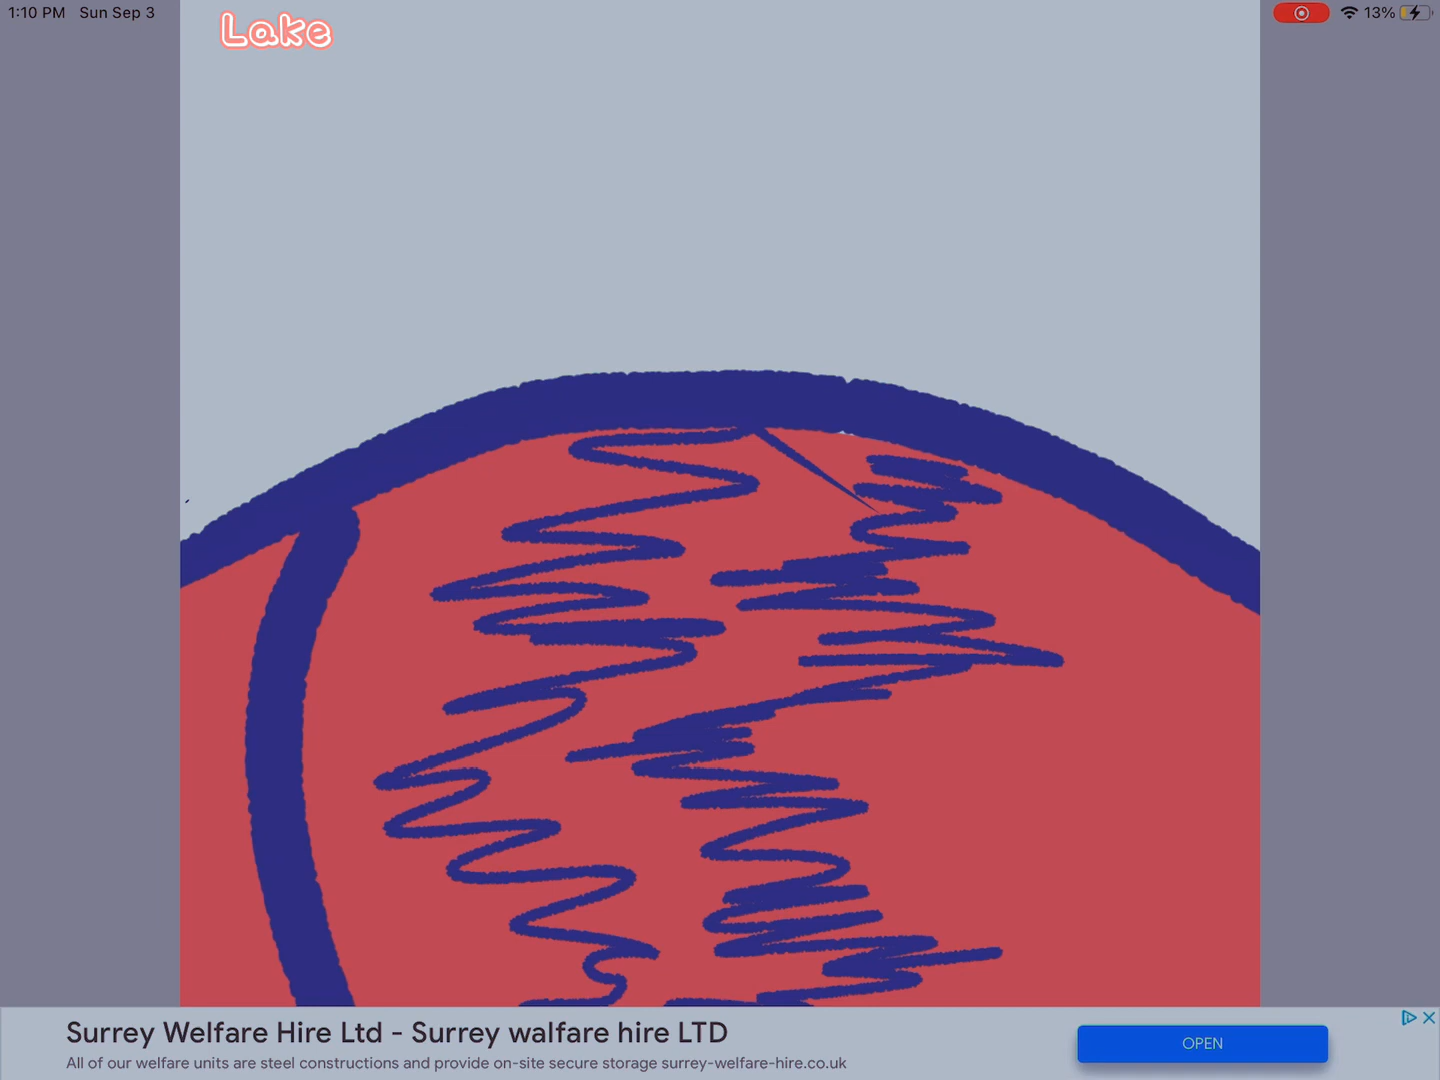 1:10 PM Sun Sep 3
13%
Lake
Surrey Welfare Hire Ltd - Surrey walfare hire LTD
All of our welfare units are steel constructions and provide on-site secure storage surrey-welfare-hire.co.uk
OPEN